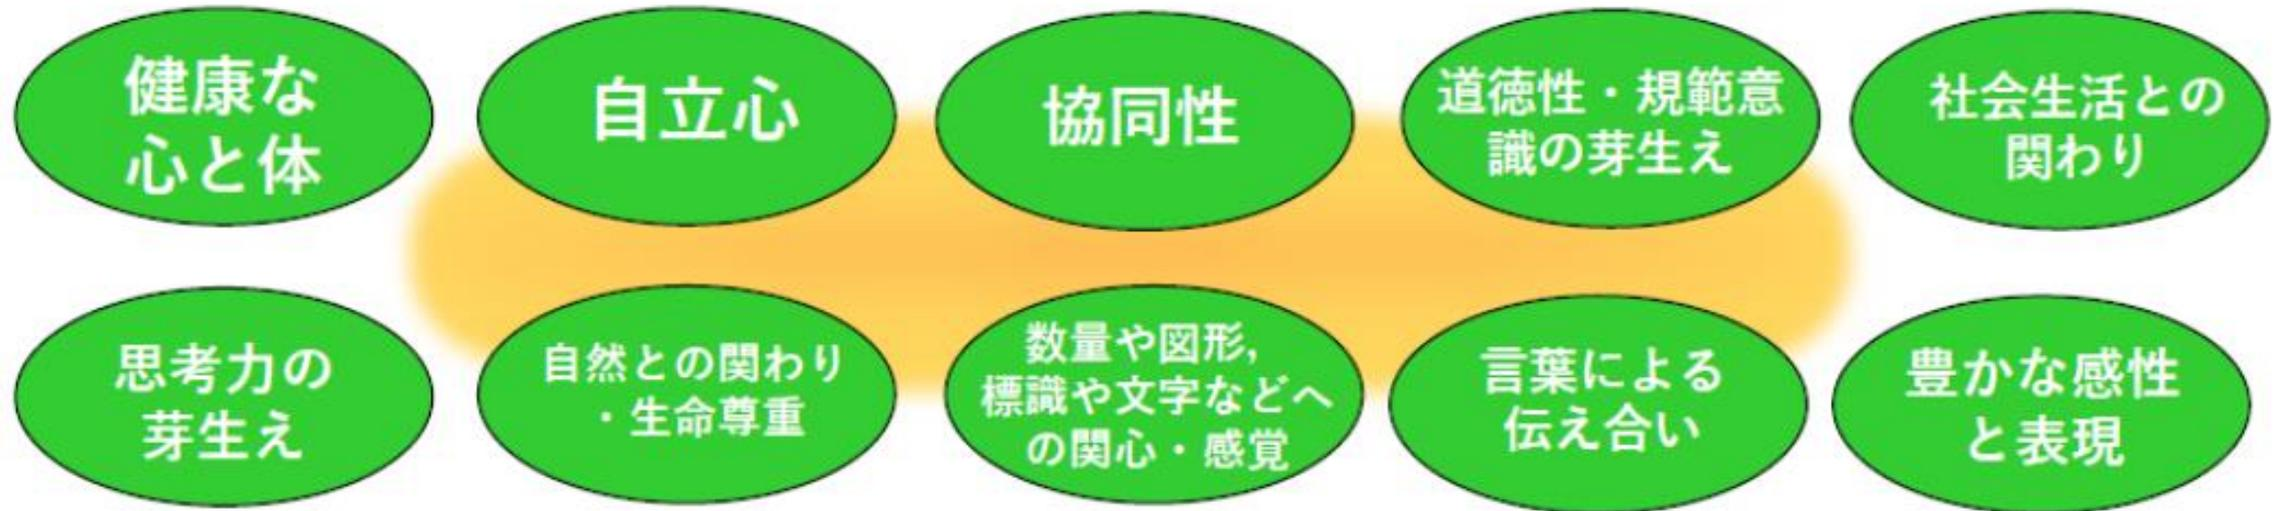 健康な
心と体
自立心
協同性
道徳性・規範意
識の芽生え
社会生活との
関わり
思考力の
芽生え
自然との関わり
・生命尊重
数量や図形，
標識や文字などへ
の関心・感覚
言葉による
伝え合い
豊かな感性
と表現